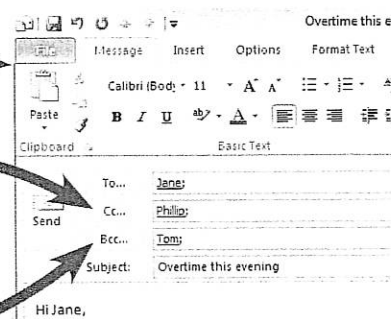 Overtime this e
File Message Insert Options Format Text
Calibri (Body 11 A A
Paste B I U ab A
Clipboard Basic Text
To... Jane;
Send Cc... Phillip;
Bcc... Tom;
Subject: Overtime this evening
Hi Jane,